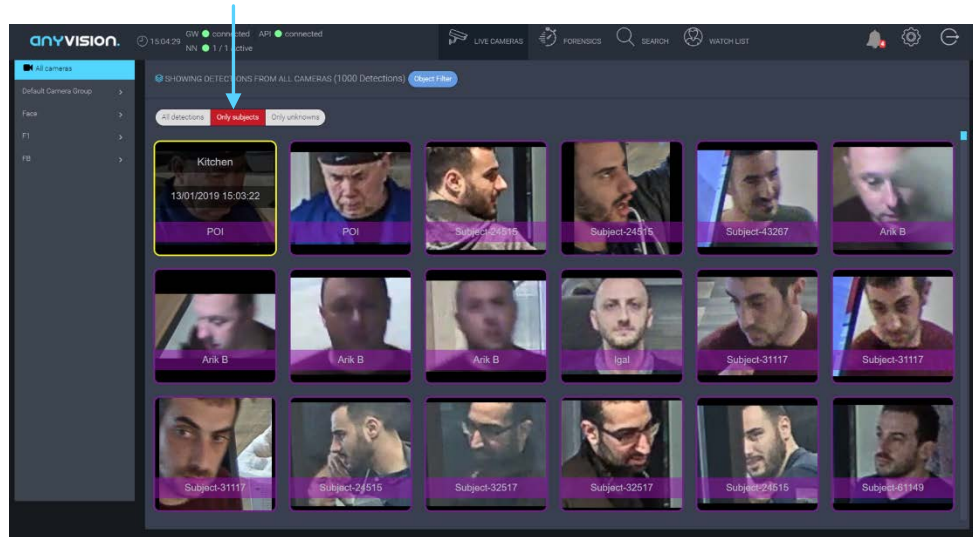 anyvision.
15:04:29
GW connected API connected
NN 1 / 1 active
LIVE CAMERAS
FORENSICS
SEARCH
WATCH LIST
4
All cameras
Default Camera Group
Face
F1
FB
SHOWING DETECTIONS FROM ALL CAMERAS (1000 Detections) Object Filter
All detections Only subjects Only unknowns
Kitchen
13/01/2019 15:03:22
POI
POI
Subject-24515
Subject-24515
Subject-43267
Arik B
Arik B
Arik B
Arik B
Igal
Subject-31117
Subject-31117
Subject-31117
Subject-24515
Subject-32517
Subject-32517
Subject-24515
Subject-61149